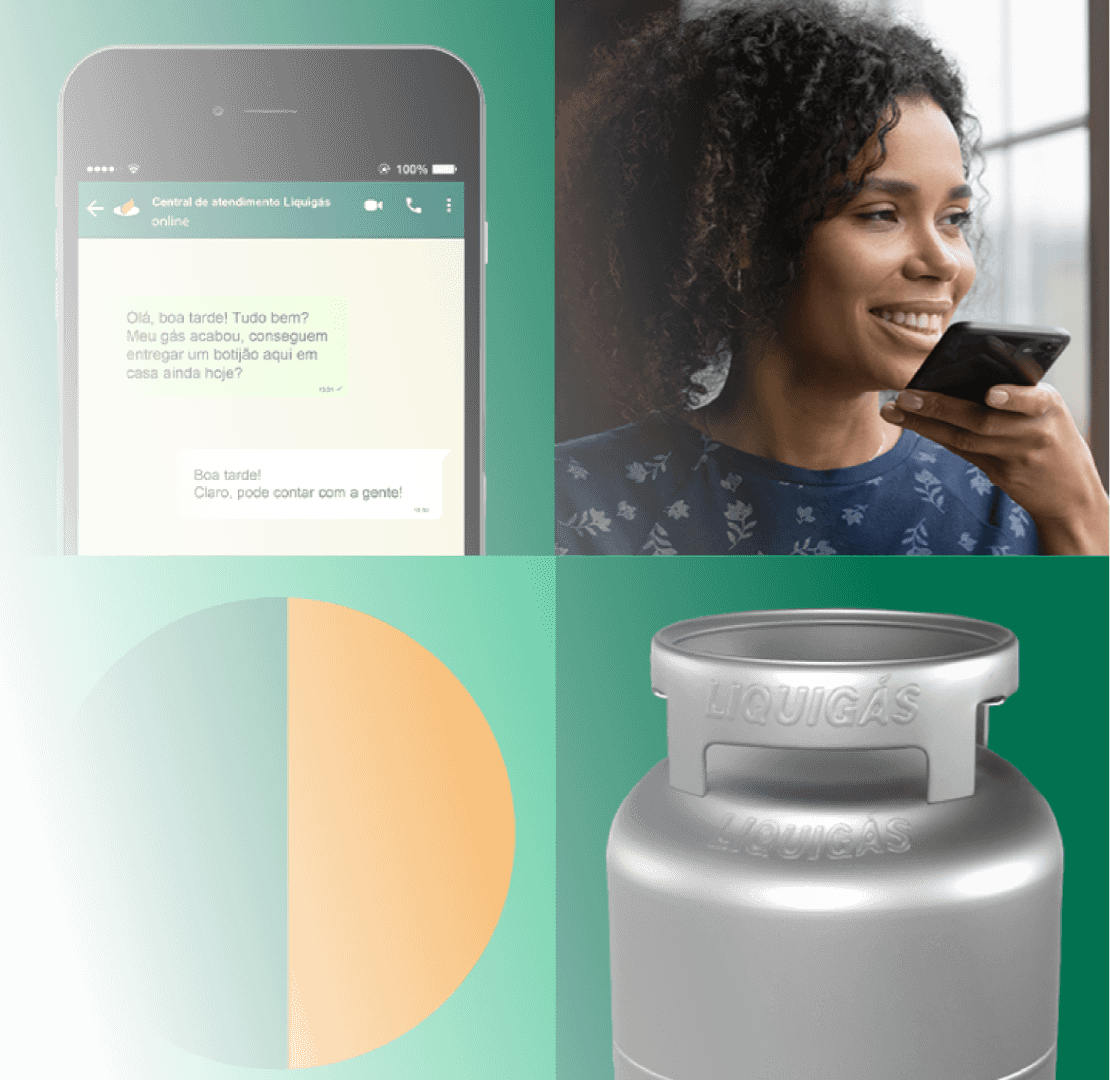 100%
Central de atendimento Liquigás
online
Olá, boa tarde! Tudo bem?
Meu gás acabou, conseguem
entregar um botijão aqui em
casa ainda hoje?
Boa tarde!
Claro, pode contar com a gente!
LIQUIGÁS
LIQUIGÁS